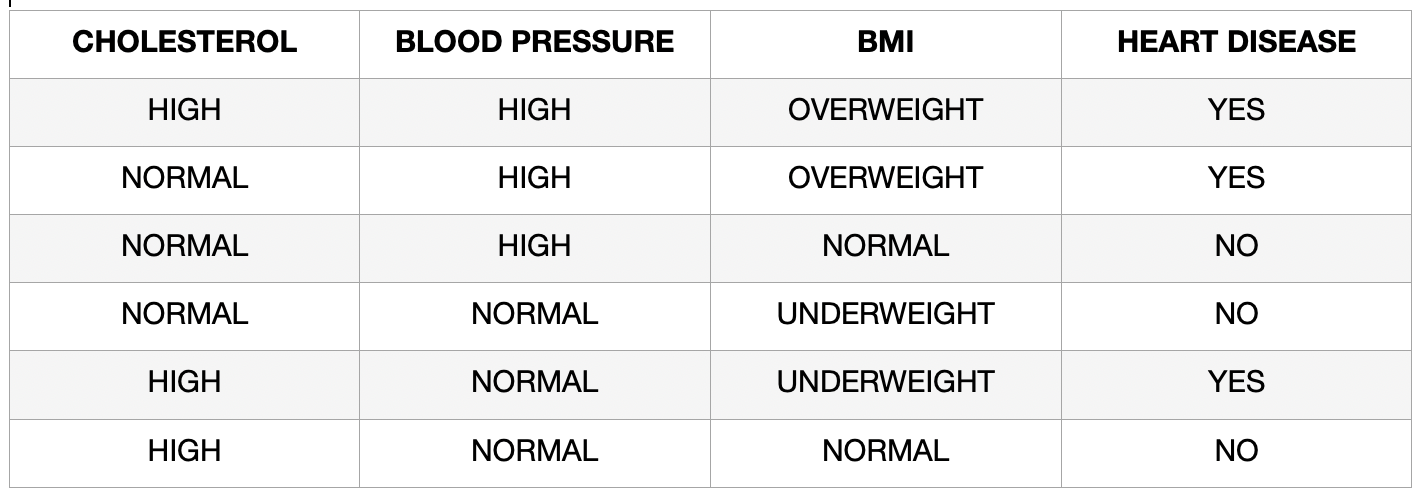 CHOLESTEROL BLOOD PRESSURE BMI HEART DISEASE
HIGH HIGH OVERWEIGHT YES
NORMAL HIGH OVERWEIGHT YES
NORMAL HIGH NORMAL NO
NORMAL NORMAL UNDERWEIGHT NO
HIGH NORMAL UNDERWEIGHT YES
HIGH NORMAL NORMAL NO